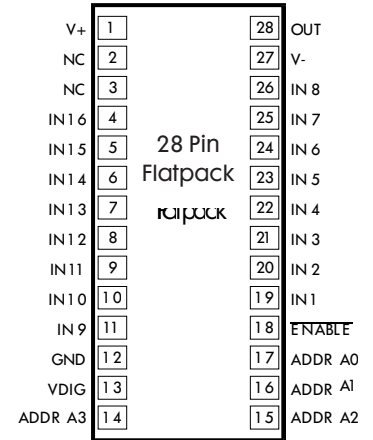 V+ 1 28 OUT
NC 2 27 V-
NC 3 26 IN 8
IN16 4 25 IN 7
IN15 5 24 IN 6
IN14 6 23 IN 5
IN13 7 22 IN 4
IN12 8 21 IN 3
IN11 9 20 IN 2
IN10 10 19 IN1
IN 9 11 18 ENABLE
GND 12 17 ADDR A0
VDIG 13 16 ADDR A1
ADDR A3 14 15 ADDR A2
28 Pin
Flatpack